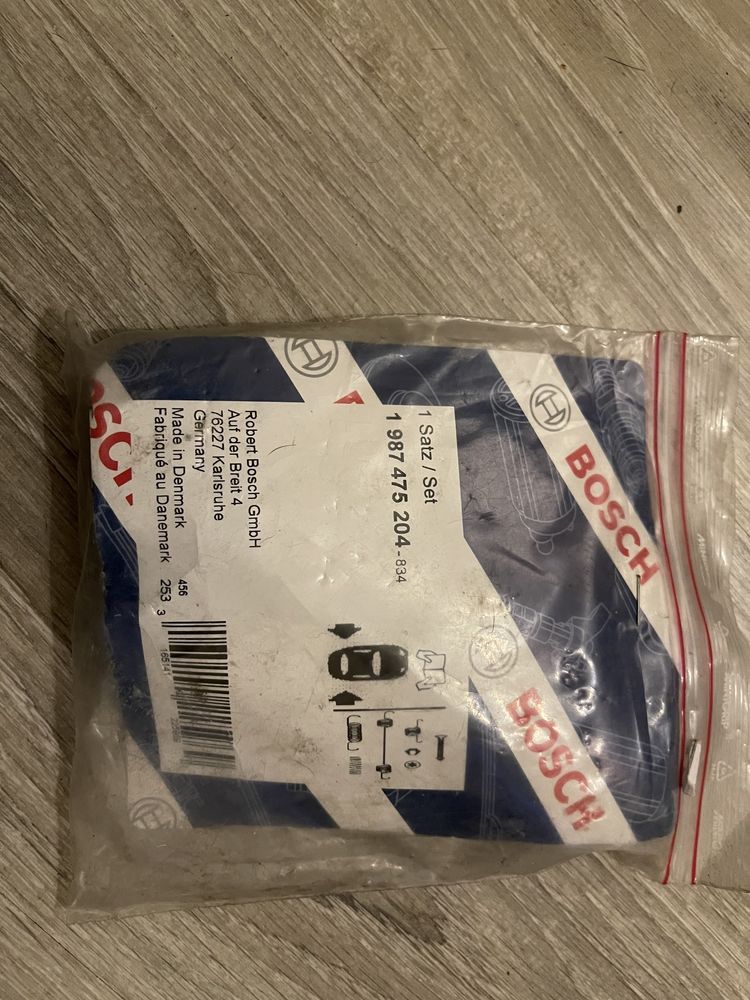 BOSCH
BOSCH
1 Satz / Set
1 987 475 204 - 834
Robert Bosch GmbH
Auf der Breit 4
76227 Karlsruhe
Germany
Made in Denmark
Fabriqué au Danemark
456
253
3
165141